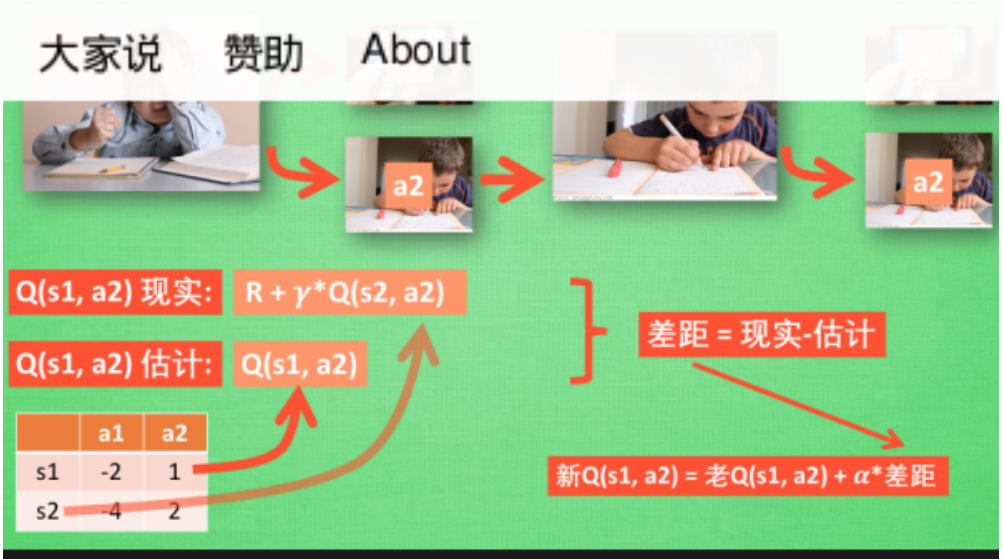 大家说 赞助 About
s2 a1
a2 a2
Q(s1, a2) 现实: R + γ*Q(s2, a2)
差距 = 现实-估计
Q(s1, a2) 估计: Q(s1, a2)
a1 a2
s1 -2 1
新Q(s1, a2) = 老Q(s1, a2) + α*差距
s2 -4 2